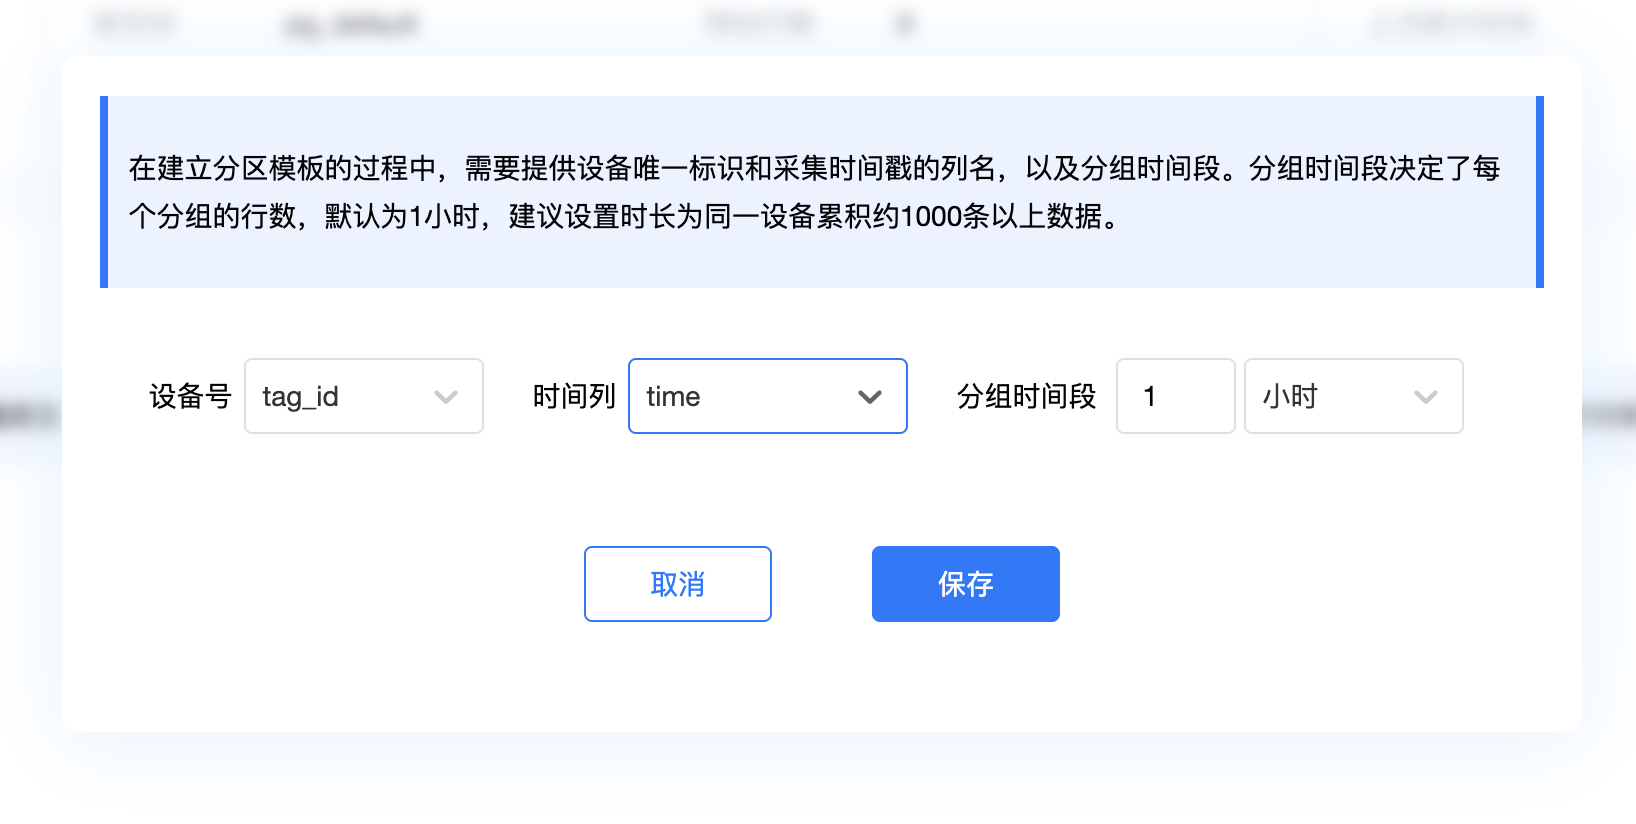 在建立分区模板的过程中，需要提供设备唯一标识和采集时间戳的列名，以及分组时间段。分组时间段决定了每
个分组的行数，默认为1小时，建议设置时长为同一设备累积约1000条以上数据。
设备号 tag_id 时间列 time 分组时间段 1 小时
取消 保存